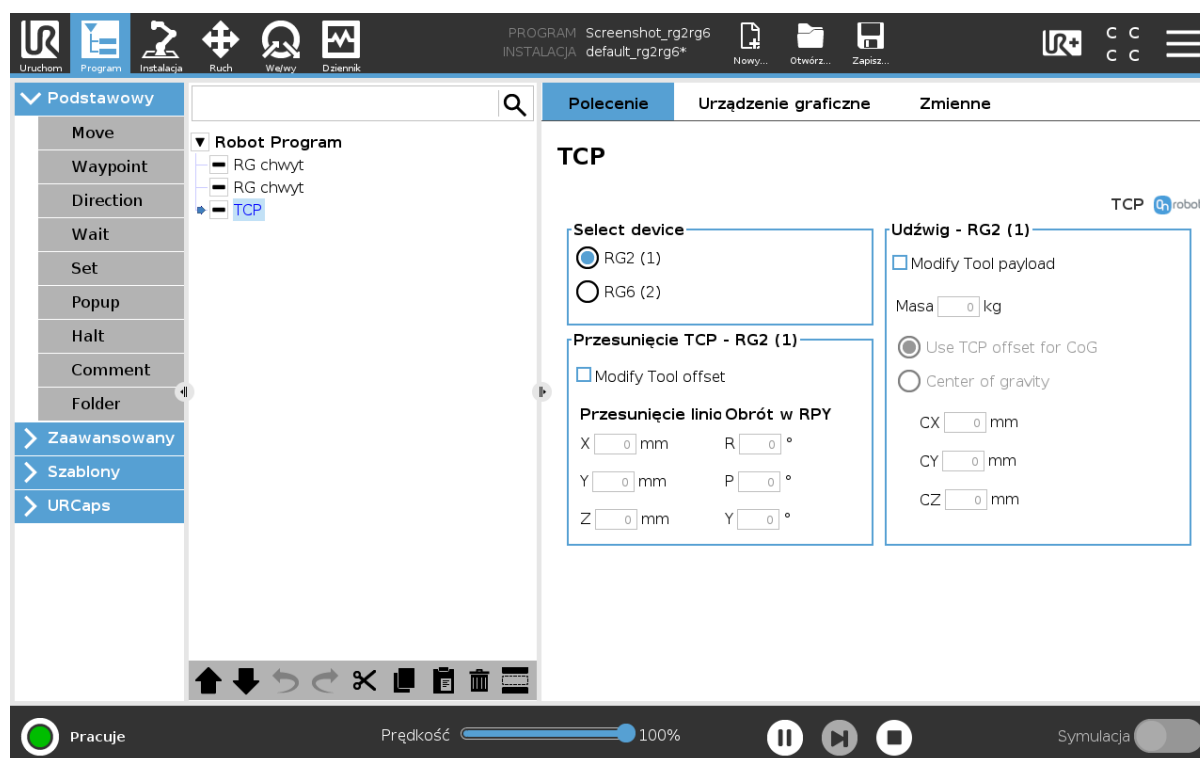 PROGRAM Screenshot_rg2rg6
INSTALACJA default_rg2rg6*
Uruchom Program Instalacja Ruch We/wy Dziennik Nowy... Otwórz... Zapisz...
UR UR+ C C
C C
Podstawowy
Move
Waypoint
Direction
Wait
Set
Popup
Halt
Comment
Folder
Zaawansowany
Szablony
URCaps
Robot Program
RG chwyt
RG chwyt
TCP
Polecenie Urządzenie graficzne Zmienne
TCP
TCP On robot
Select device
RG2 (1)
RG6 (2)
Przesunięcie TCP - RG2 (1)
Modify Tool offset
Przesunięcie linio Obrót w RPY
X 0 mm R 0 °
Y 0 mm P 0 °
Z 0 mm Y 0 °
Udźwig - RG2 (1)
Modify Tool payload
Masa 0 kg
Use TCP offset for CoG
Center of gravity
CX 0 mm
CY 0 mm
CZ 0 mm
Pracuje Prędkość 100% Symulacja